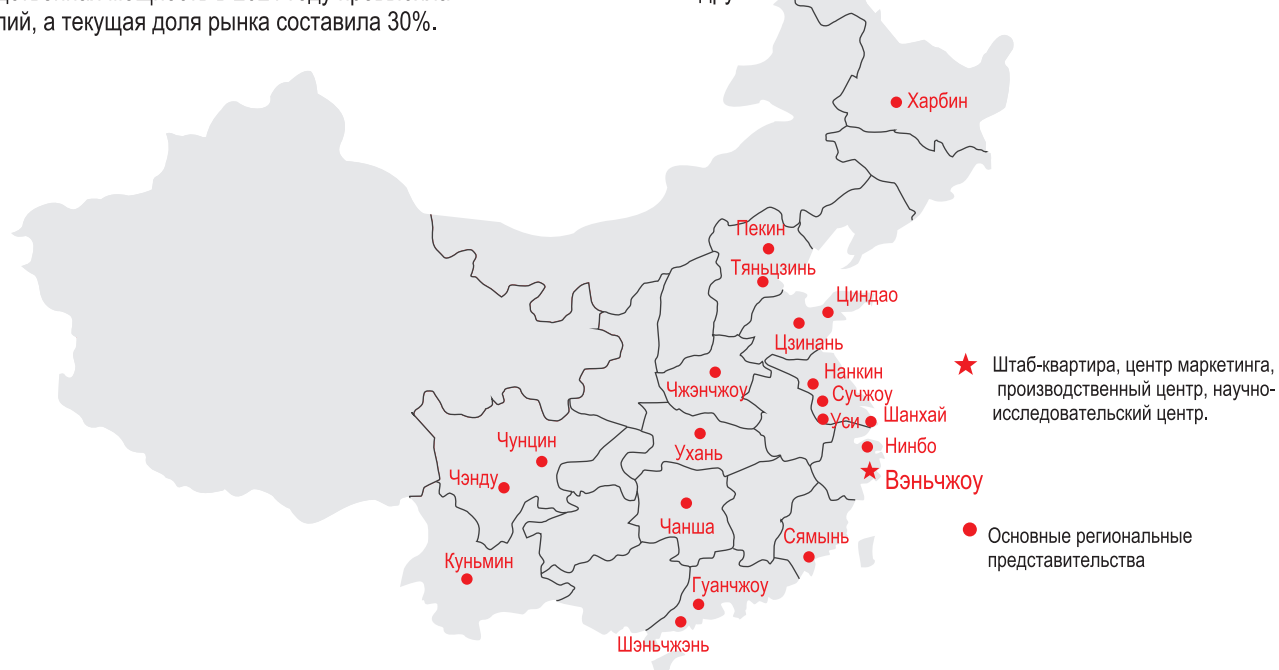 лий, а текущая доля рынка составила 30%.
Харбин
Пекин
Тяньцзинь
Циндао
Цзинань
Нанкин
Чжэнчжоу
Сучжоу
Уси
Шанхай
Ухань
Нинбо
Чунцин
Чэнду
Вэньчжоу
Чанша
Сямынь
Куньмин
Гуанчжоу
Шэньчжэнь
Штаб-квартира, центр маркетинга,
производственный центр, научно-
исследовательский центр.
Основные региональные
представительства